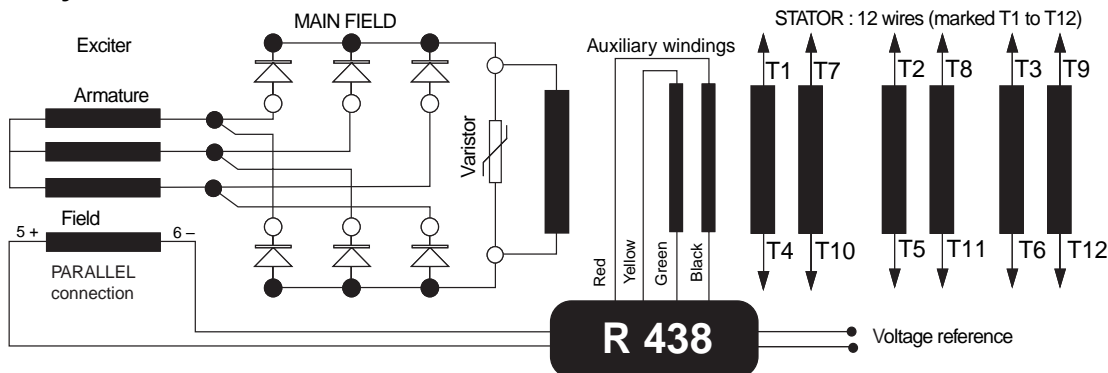 MAIN FIELD
STATOR : 12 wires (marked T1 to T12)
Exciter
Auxiliary windings
T1
T7
T2
T8
T3
T9
Armature
Varistor
Field
5 +
6 –
PARALLEL
connection
Red
Yellow
Green
Black
T4
T10
T5
T11
T6
T12
R 438
Voltage reference